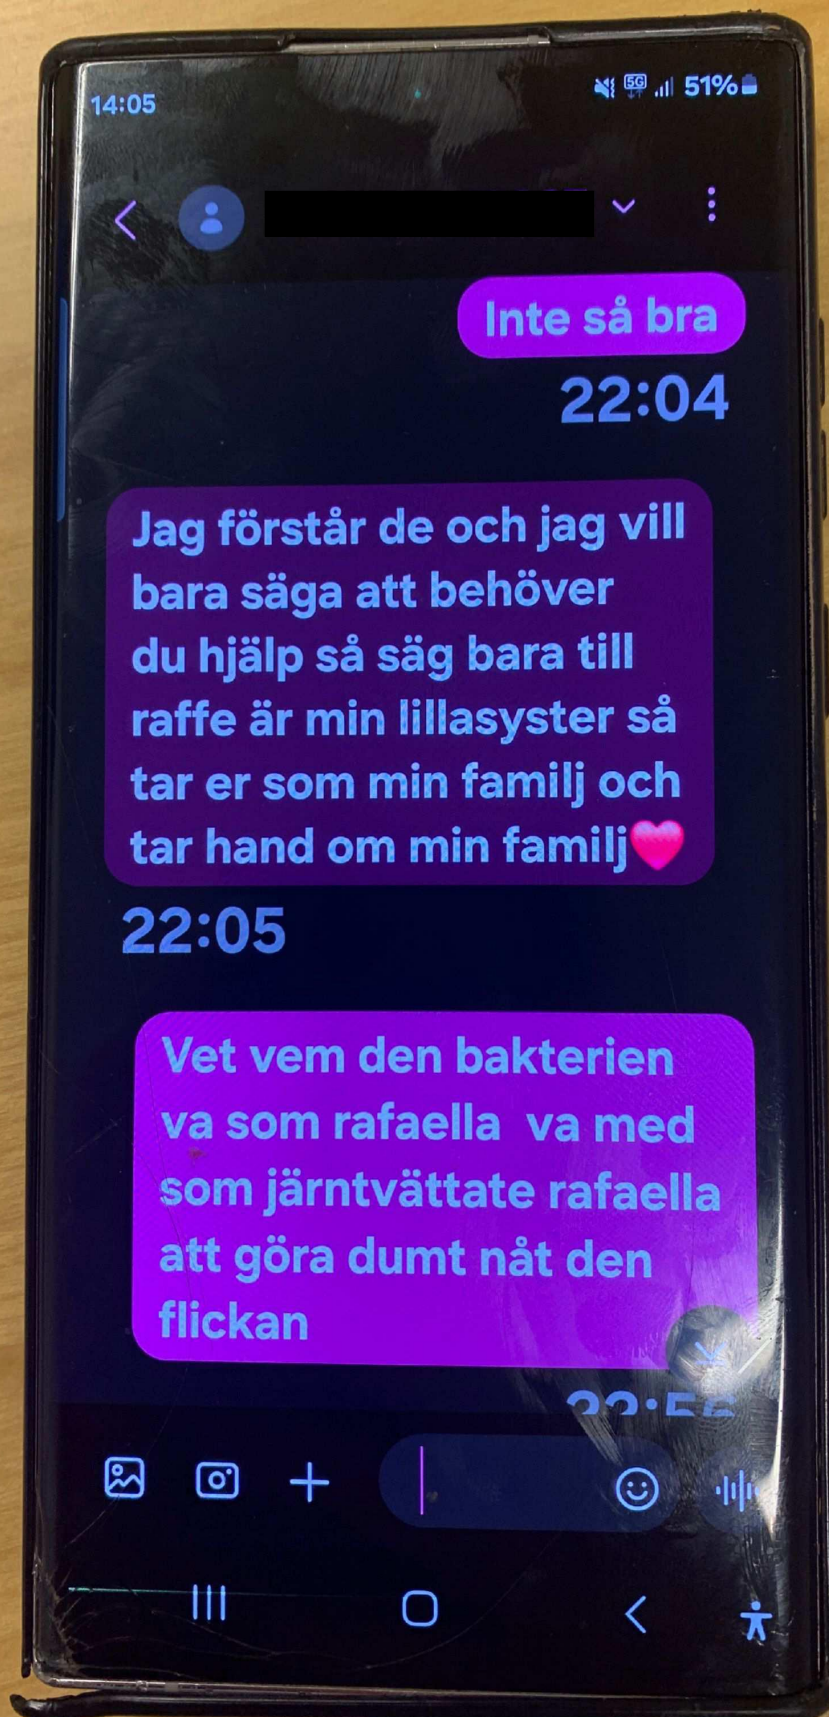 14:05
5G 51%
Inte så bra
22:04
Jag förstår de och jag vill
bara säga att behöver
du hjälp så säg bara till
raffe är min lillasyster så
tar er som min familj och
tar hand om min familj
22:05
Vet vem den bakterien
va som rafaella va med
som järntvättate rafaella
att göra dumt nåt den
flickan